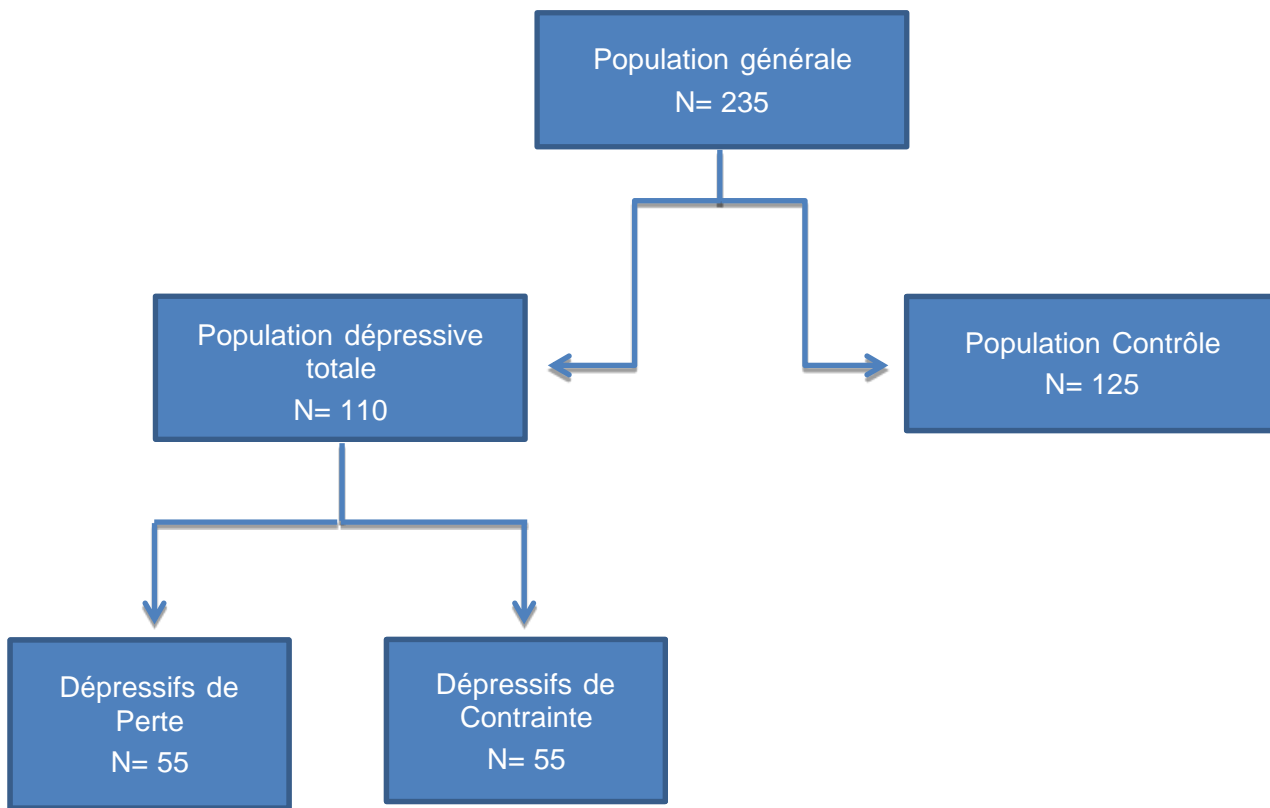 Population générale
N= 235
Population dépressive
totale
N= 110
Population Contrôle
N= 125
Dépressifs de
Perte
N= 55
Dépressifs de
Contrainte
N= 55